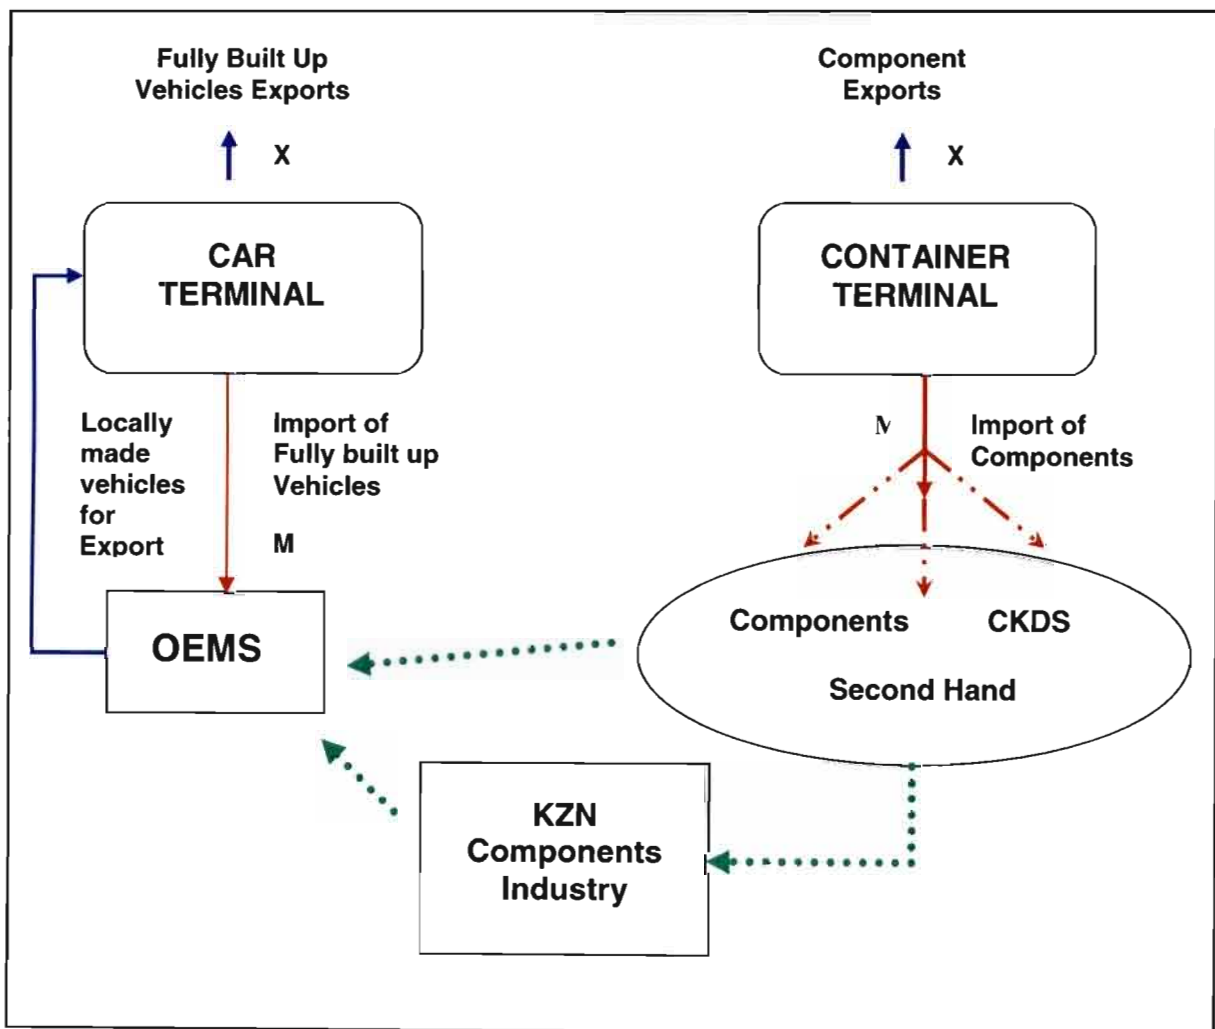 Fully Built Up
Vehicles Exports
X
Component
Exports
X
CAR
TERMINAL
CONTAINER
TERMINAL
Locally
made
vehicles
for
Export
Import of
Fully built up
Vehicles
M
M
Import of
Components
OEMS
Components CKDS
Second Hand
KZN
Components
Industry